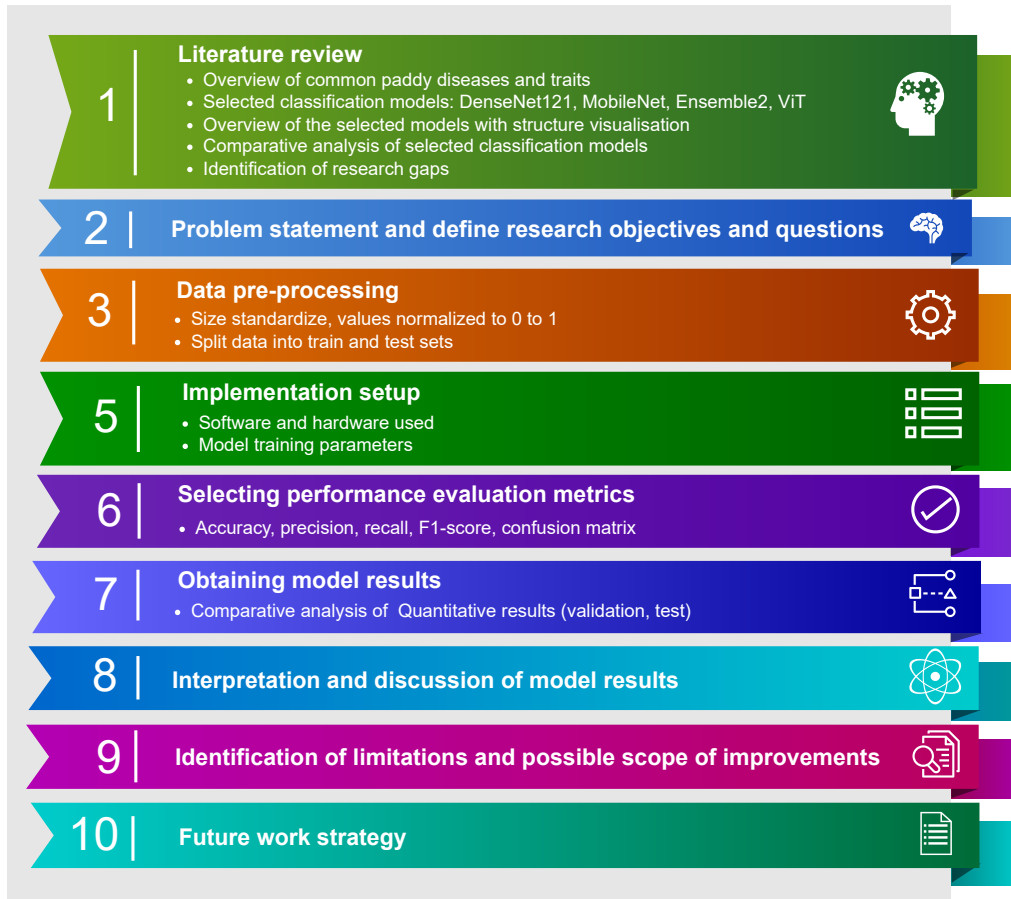 1
Literature review
• Overview of common paddy diseases and traits
• Selected classification models: DenseNet121, MobileNet, Ensemble2, ViT
• Overview of the selected models with structure visualisation
• Comparative analysis of selected classification models
• Identification of research gaps
2
Problem statement and define research objectives and questions
3
Data pre-processing
• Size standardize, values normalized to 0 to 1
• Split data into train and test sets
5
Implementation setup
• Software and hardware used
• Model training parameters
6
Selecting performance evaluation metrics
• Accuracy, precision, recall, F1-score, confusion matrix
7
Obtaining model results
• Comparative analysis of Quantitative results (validation, test)
8
Interpretation and discussion of model results
9
Identification of limitations and possible scope of improvements
10
Future work strategy